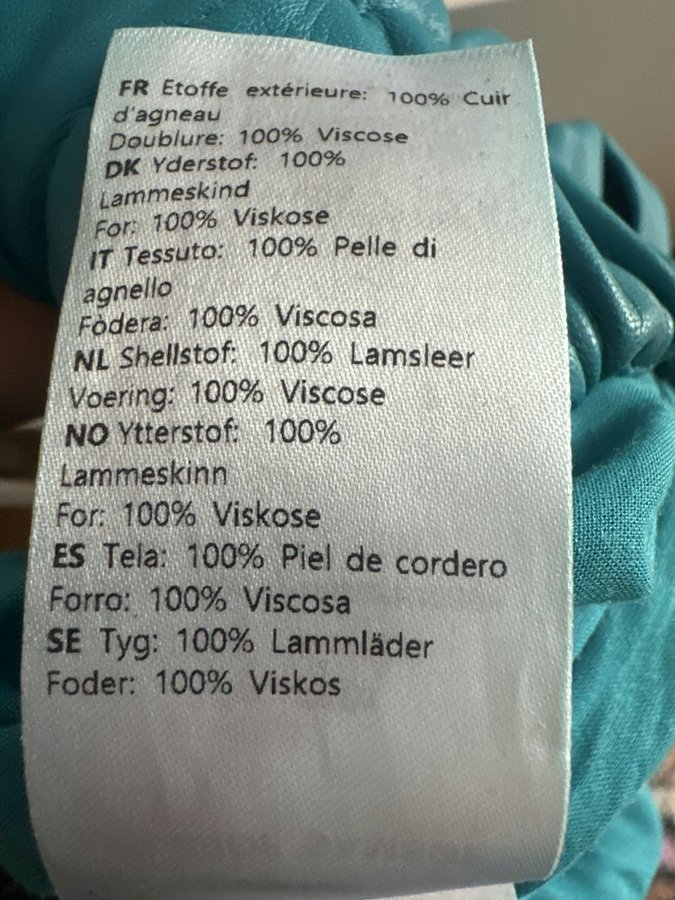 FR Etoffe extérieure: 100% Cuir
d'agneau
Doublure: 100% Viscose
DK Yderstof: 100%
Lammeskind
For: 100% Viskose
IT Tessuto: 100% Pelle di
agnello
Fòdera: 100% Viscosa
NL Shellstof: 100% Lamsleer
Voering: 100% Viscose
NO Ytterstof: 100%
Lammeskinn
For: 100% Viskose
ES Tela: 100% Piel de cordero
Forro: 100% Viscosa
SE Tyg: 100% Lammläder
Foder: 100% Viskos